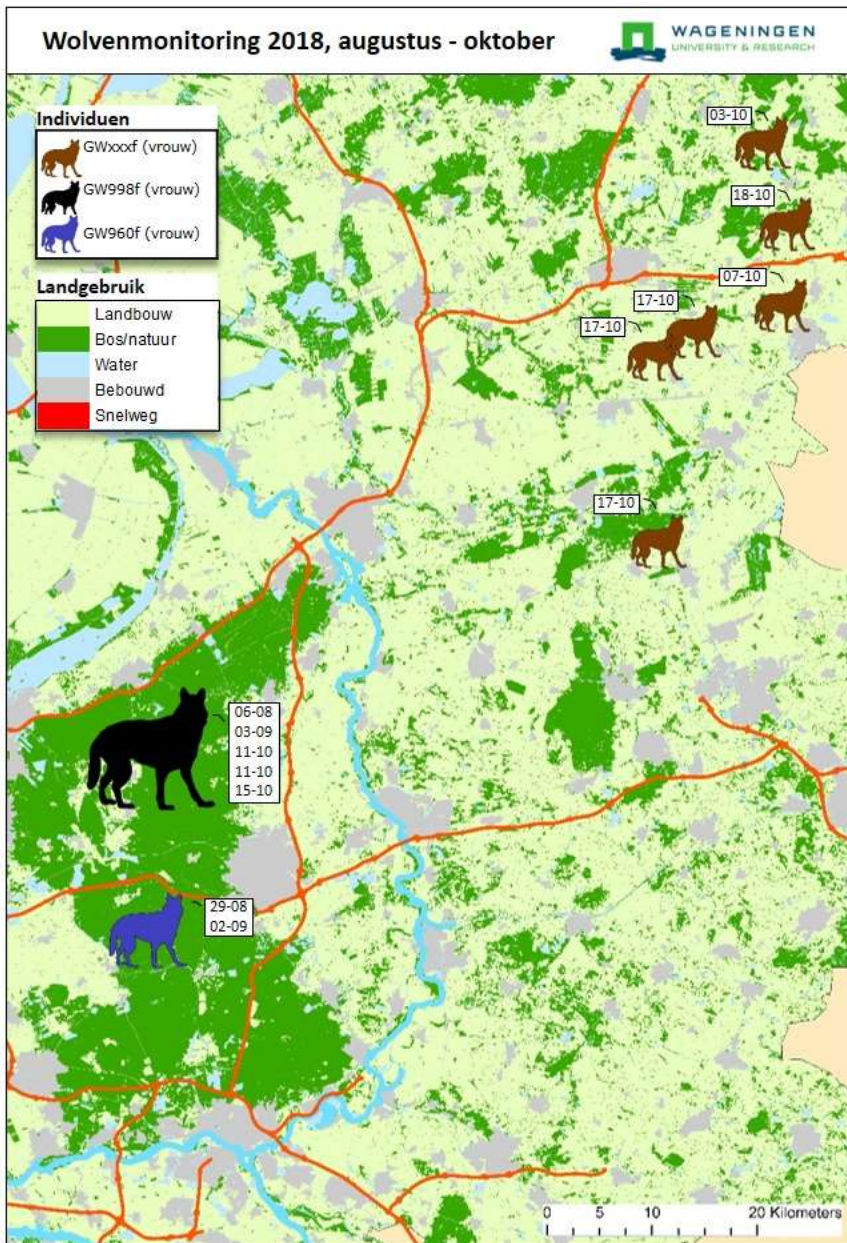 Wolvenmonitoring 2018, augustus - oktober
WAGENINGEN
UNIVERSITY & RESEARCH
Individuen
GWxxxf (vrouw)
GW998f (vrouw)
GW960f (vrouw)
Landgebruik
Landbouw
Bos/natuur
Water
Bebouwd
Snelweg
03-10
18-10
07-10
17-10
17-10
17-10
06-08
03-09
11-10
11-10
15-10
29-08
02-09
0 5 10 20 Kilometers